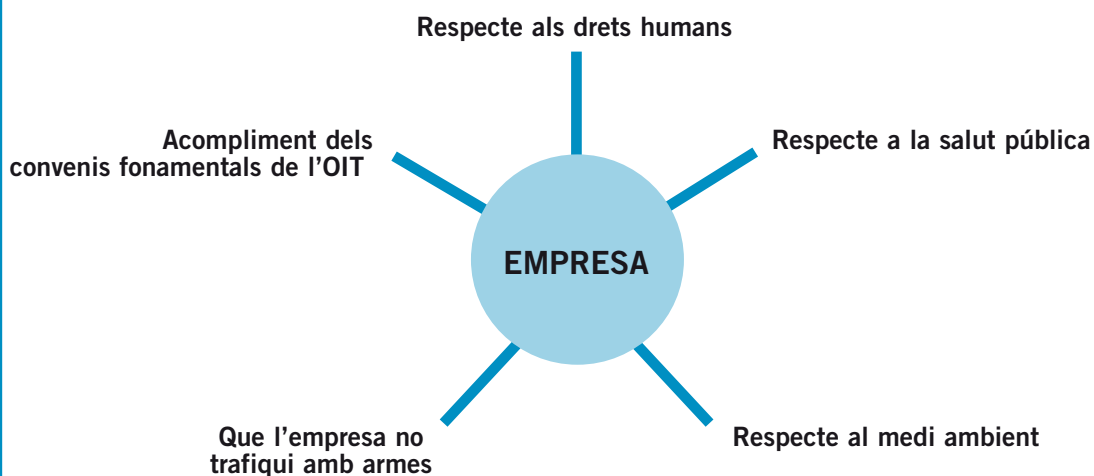 Respecte als drets humans
Acompliment dels
convenis fonamentals de l'OIT
Respecte a la salut pública
EMPRESA
Que l'empresa no
trafiqui amb armes
Respecte al medi ambient